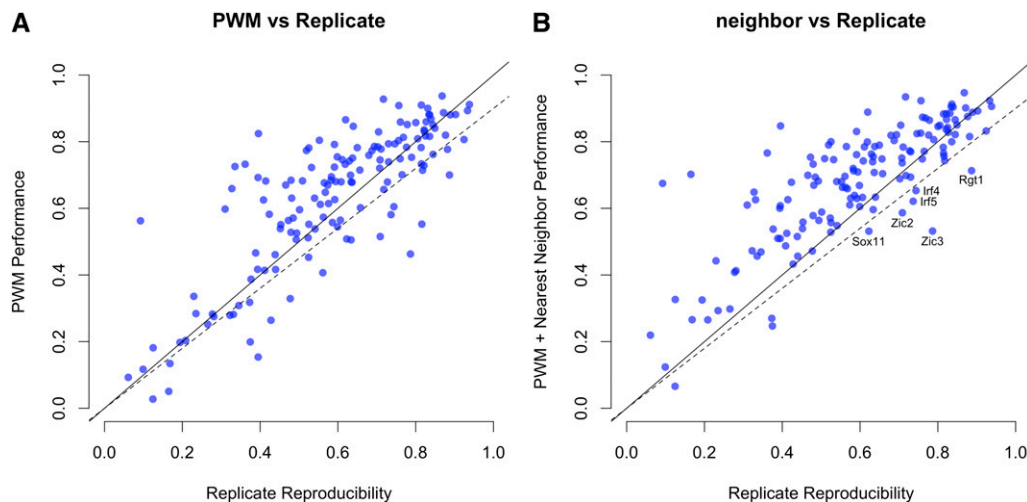 A
PWM vs Replicate
PWM Performance
1.0
0.8
0.6
0.4
0.2
0.0
0.0 0.2 0.4 0.6 0.8 1.0
Replicate Reproducibility
B
neighbor vs Replicate
PWM + Nearest Neighbor Performance
1.0
0.8
0.6
0.4
0.2
0.0
Rgt1
Irf4
Irf5
Zic2
Sox11
Zic3
0.0 0.2 0.4 0.6 0.8 1.0
Replicate Reproducibility